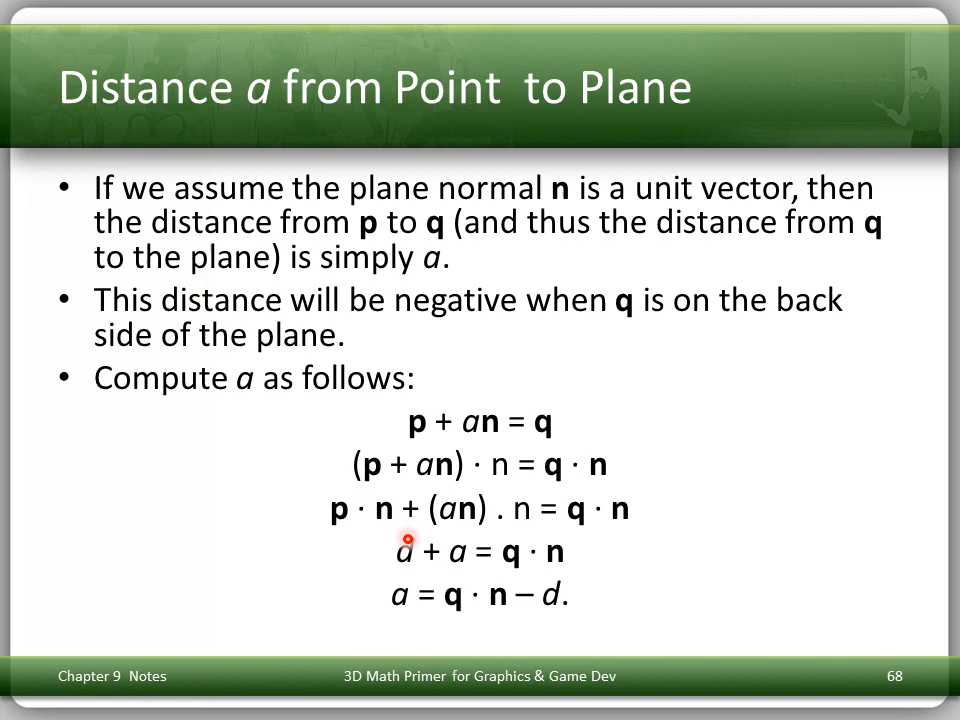 Distance a from Point to Plane
• If we assume the plane normal n is a unit vector, then
the distance from p to q (and thus the distance from q
to the plane) is simply a.
• This distance will be negative when q is on the back
side of the plane.
• Compute a as follows:
p + an = q
(p + an) · n = q · n
p · n + (an) . n = q · n
d + a = q · n
a = q · n – d.
Chapter 9 Notes
3D Math Primer for Graphics & Game Dev
68